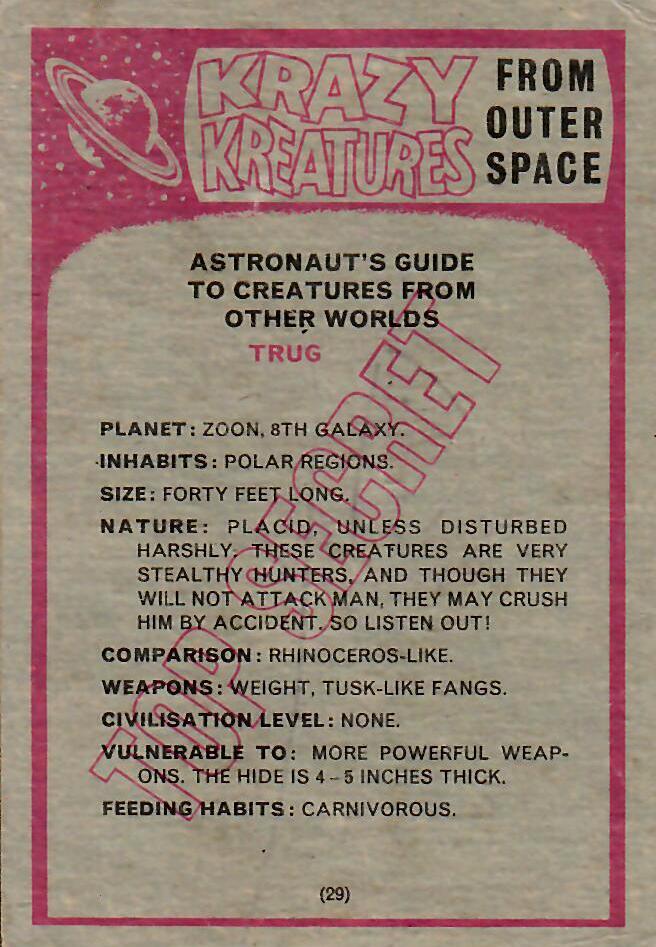 KRAZY
KREATURES
FROM
OUTER
SPACE
ASTRONAUT'S GUIDE
TO CREATURES FROM
OTHER WORLDS
TRUG
TOP SECRET
PLANET: ZOON, 8TH GALAXY.
INHABITS: POLAR REGIONS.
SIZE: FORTY FEET LONG.
NATURE: PLACID, UNLESS DISTURBED
HARSHLY. THESE CREATURES ARE VERY
STEALTHY HUNTERS, AND THOUGH THEY
WILL NOT ATTACK MAN, THEY MAY CRUSH
HIM BY ACCIDENT. SO LISTEN OUT!
COMPARISON: RHINOCEROS-LIKE.
WEAPONS: WEIGHT, TUSK-LIKE FANGS.
CIVILISATION LEVEL: NONE.
VULNERABLE TO: MORE POWERFUL WEAP-
ONS. THE HIDE IS 4–5 INCHES THICK.
FEEDING HABITS: CARNIVOROUS.
(29)